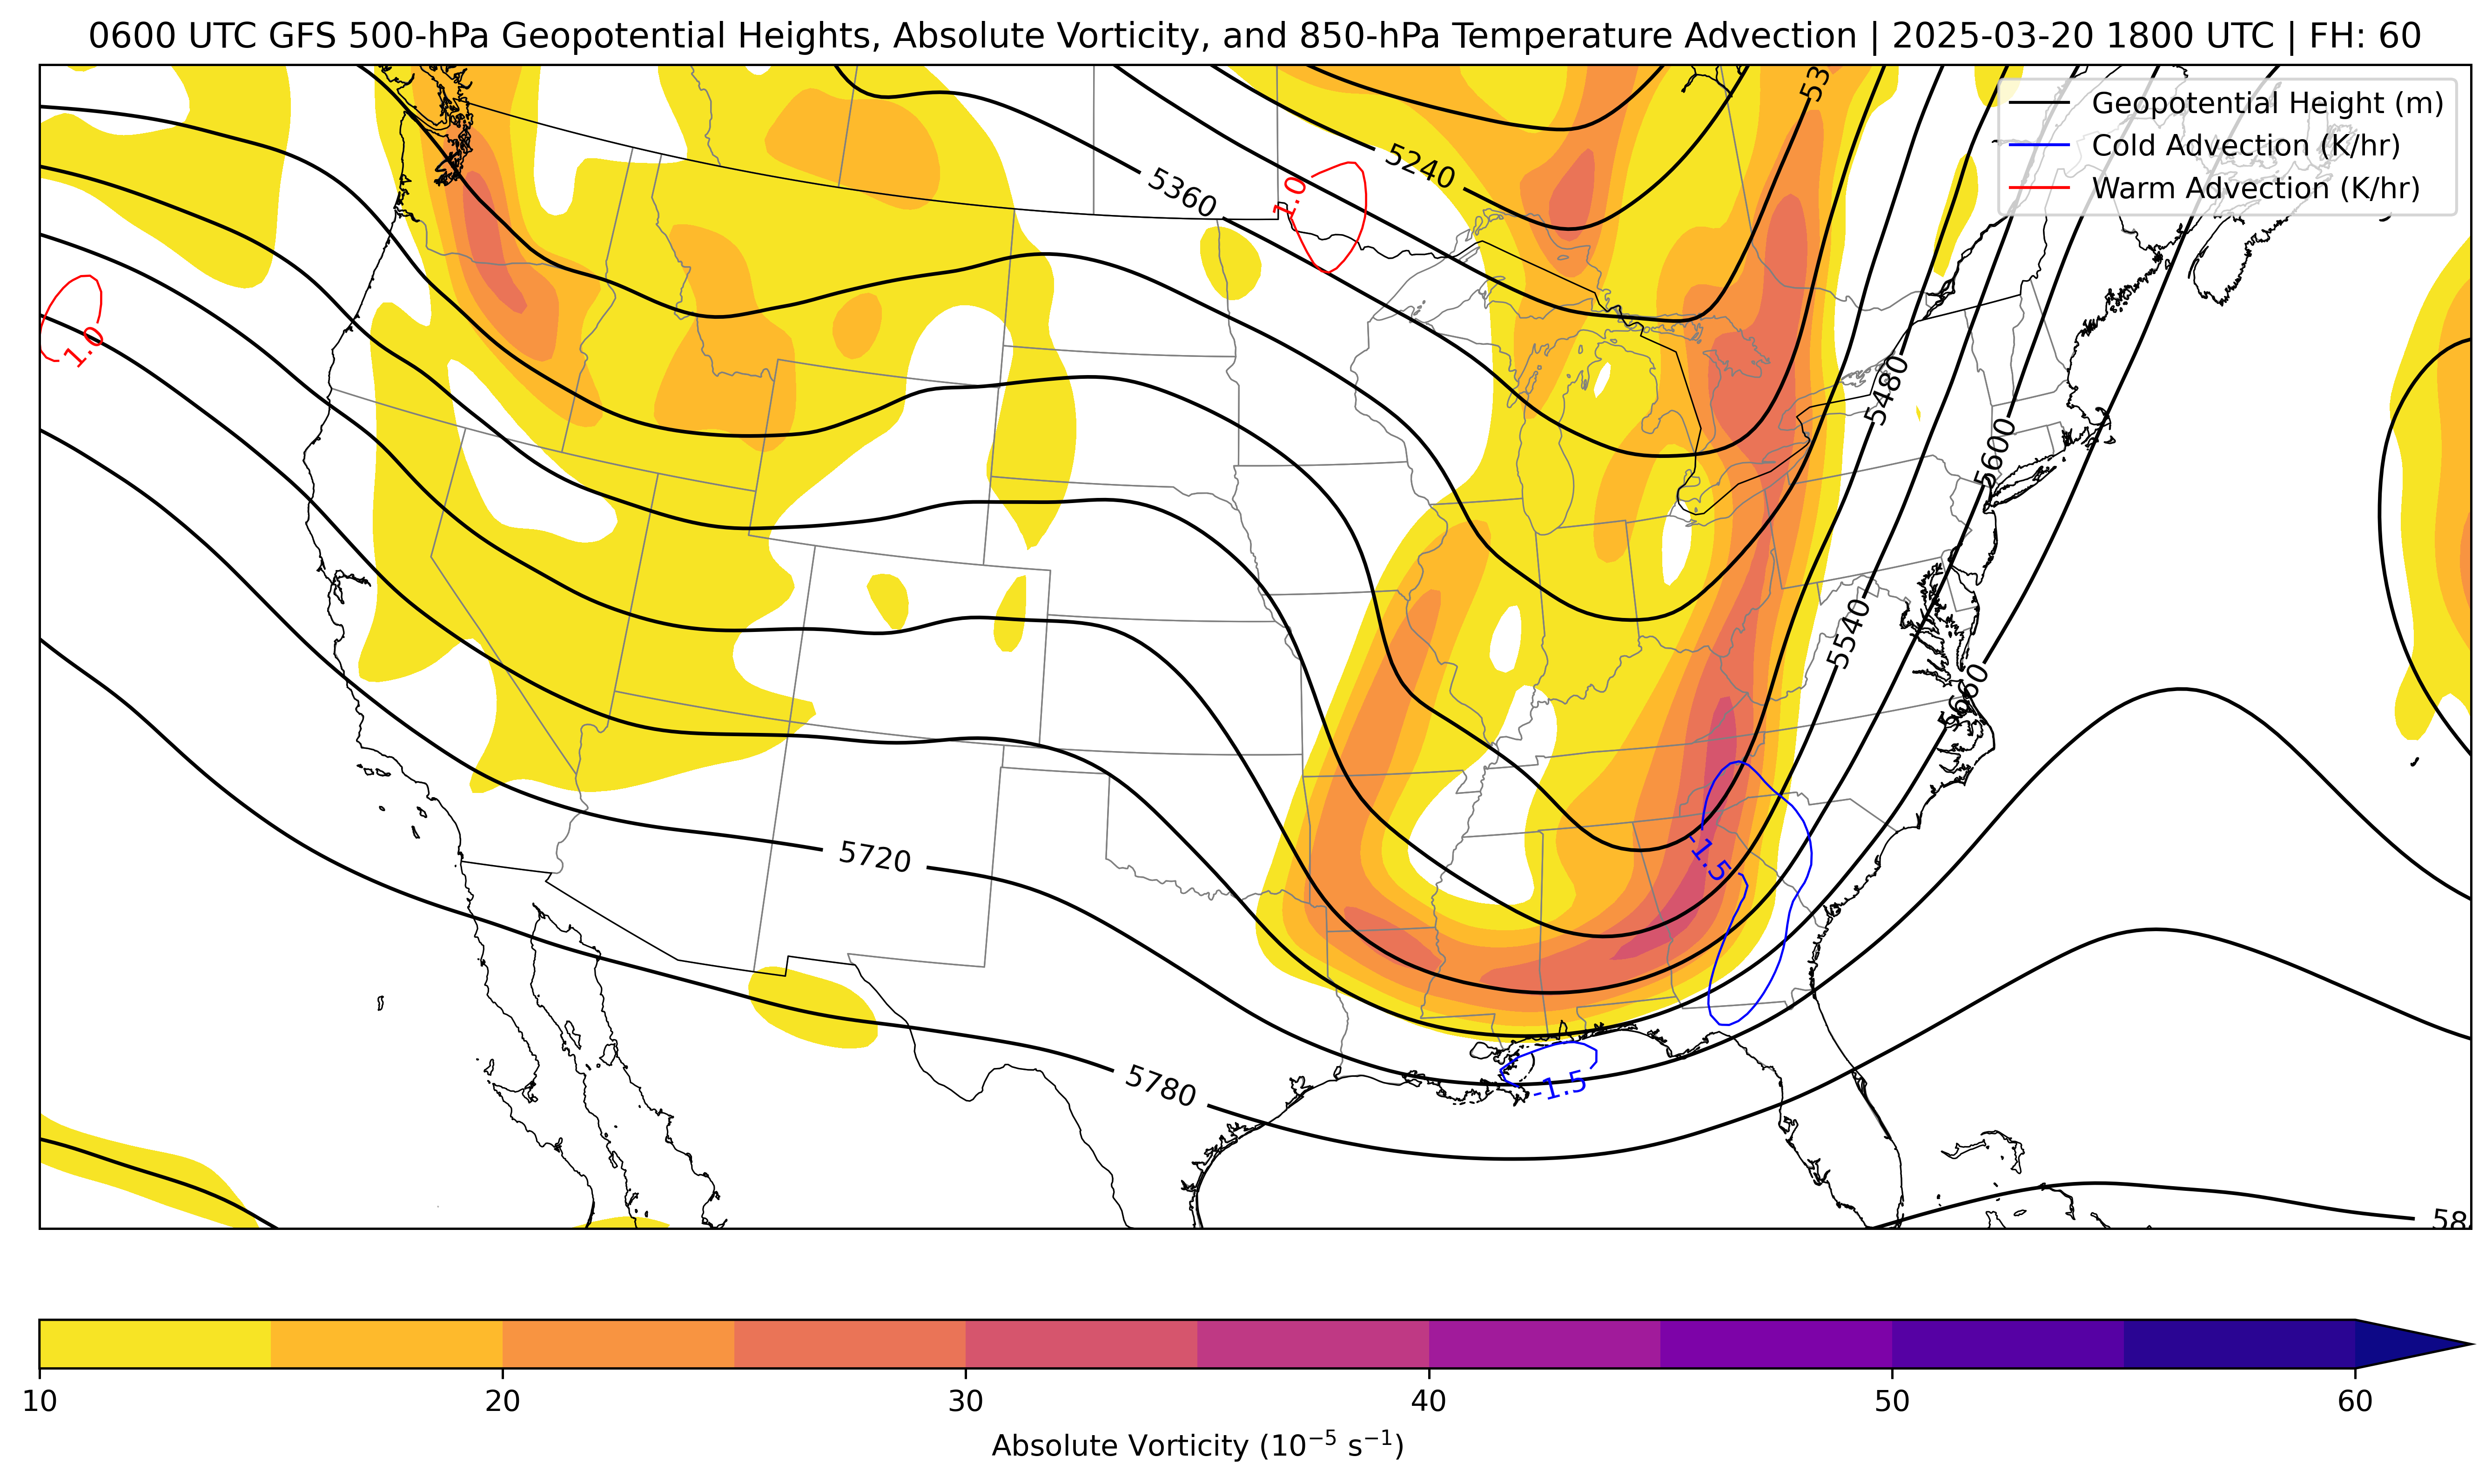 0600 UTC GFS 500-hPa Geopotential Heights, Absolute Vorticity, and 850-hPa Temperature Advection | 2025-03-20 1800 UTC | FH: 60
Geopotential Height (m)
Cold Advection (K/hr)
Warm Advection (K/hr)
53
5240
5360
1.0
1.0
5480
5600
5540
5660
5720
-1.5
5780
-1.5
58
10 20 30 40 50 60
Absolute Vorticity (10⁻⁵ s⁻¹)